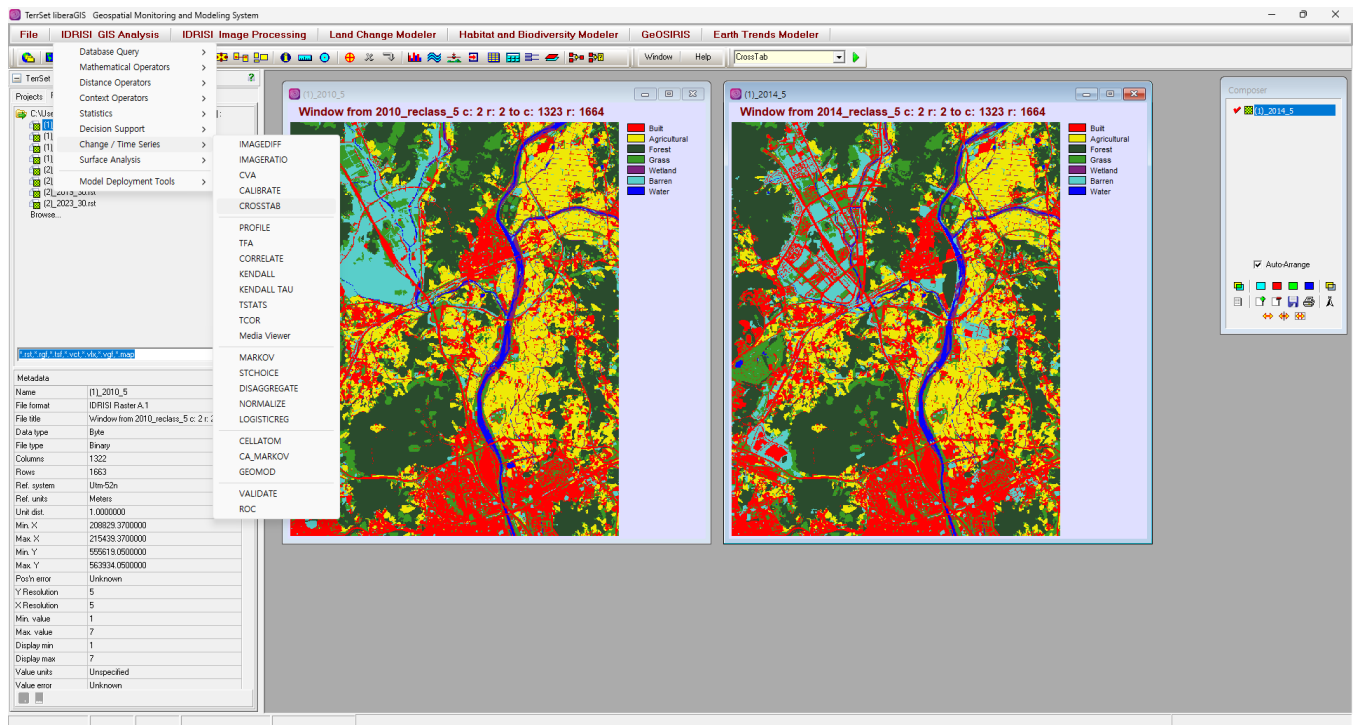 TerrSet liberaGIS Geospatial Monitoring and Modeling System
File IDRISI GIS Analysis IDRISI Image Processing Land Change Modeler Habitat and Biodiversity Modeler GeOSIRIS Earth Trends Modeler
Window Help CrossTab
TerrSet
?
Projects
C:\Use
(2)_2023_30.rst
Browse...
*.rst,*.rgf,*.tsf,*.vct,*.vlx,*.vgf,*.map
Database Query
Mathematical Operators
Distance Operators
Context Operators
Statistics
Decision Support
Change / Time Series
Surface Analysis
Model Deployment Tools
IMAGEDIFF
IMAGERATIO
CVA
CALIBRATE
CROSSTAB
PROFILE
TFA
CORRELATE
KENDALL
KENDALL TAU
TSTATS
TCOR
Media Viewer
MARKOV
STCHOICE
DISAGGREGATE
NORMALIZE
LOGISTICREG
CELLATOM
CA_MARKOV
GEOMOD
VALIDATE
ROC
Metadata
Name (1)_2010_5
File format IDRISI Raster A.1
File title Window from 2010_reclass_5 c: 2 r: 2
Data type Byte
File type Binary
Columns 1322
Rows 1663
Ref. system Utm-52n
Ref. units Meters
Unit dist. 1.0000000
Min. X 208829.3700000
Max. X 215439.3700000
Min. Y 555619.0500000
Max. Y 563934.0500000
Pos'n error Unknown
Y Resolution 5
X Resolution 5
Min. value 1
Max. value 7
Display min 1
Display max 7
Value units Unspecified
Value error Unknown
(1)_2010_5
Window from 2010_reclass_5 c: 2 r: 2 to c: 1323 r: 1664
Built
Agricultural
Forest
Grass
Wetland
Barren
Water
(1)_2014_5
Window from 2014_reclass_5 c: 2 r: 2 to c: 1323 r: 1664
Built
Agricultural
Forest
Grass
Wetland
Barren
Water
Composer
(1)_2014_5
Auto-Arrange